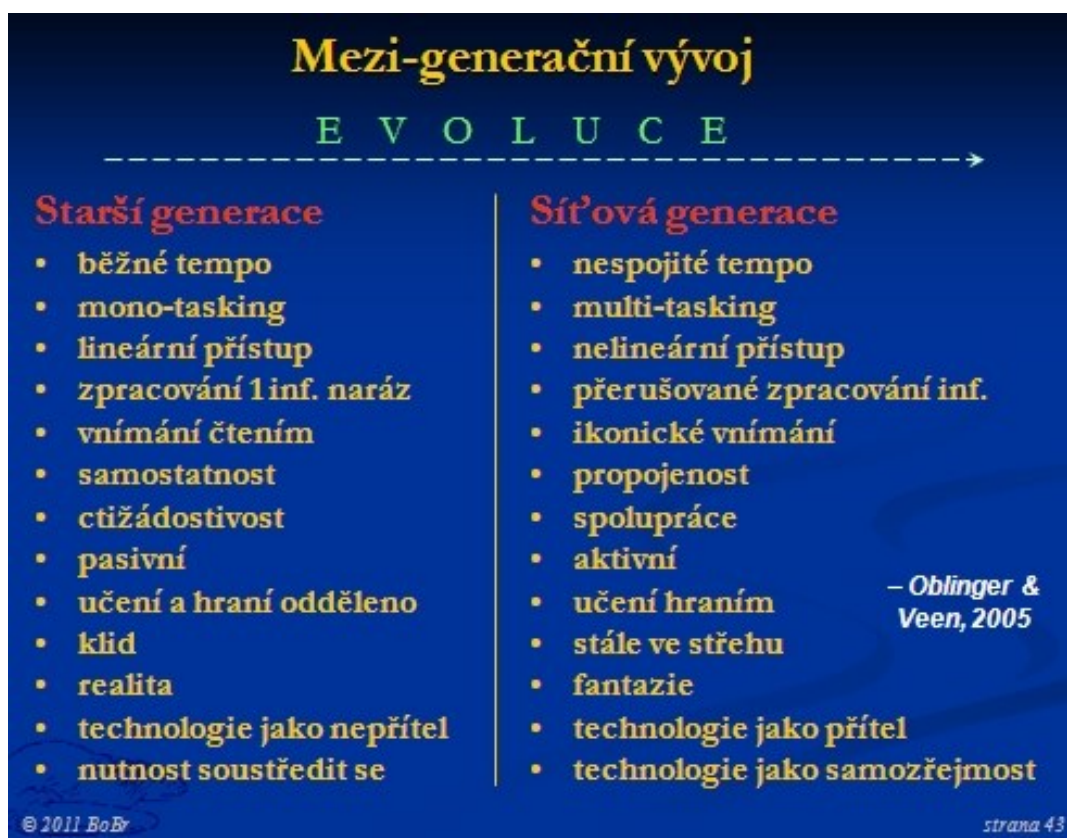 Mezi-generační vývoj
E V O L U C E
Starší generace
• běžné tempo
• mono-tasking
• lineární přístup
• zpracování 1 inf. naráz
• vnímání čtením
• samostatnost
• ctižádostivost
• pasivní
• učení a hraní odděleno
• klid
• realita
• technologie jako nepřítel
• nutnost soustředit se
Síťová generace
• nespojité tempo
• multi-tasking
• nelineární přístup
• přerušované zpracování inf.
• ikonické vnímání
• propojenost
• spolupráce
• aktivní
• učení hraním
• stále ve střehu
• fantazie
• technologie jako přítel
• technologie jako samozřejmost
– Oblinger &
Veen, 2005
© 2011 BoBr
strana 43